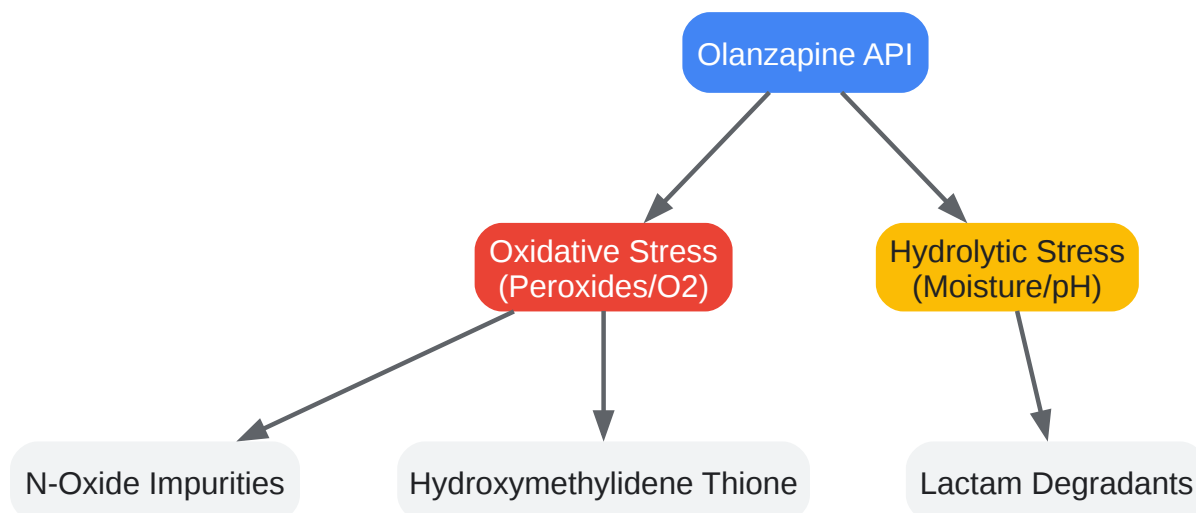 Olanzapine API
Oxidative Stress
(Peroxides/O2)
Hydrolytic Stress
(Moisture/pH)
N-Oxide Impurities
Hydroxymethylidene Thione
Lactam Degradants